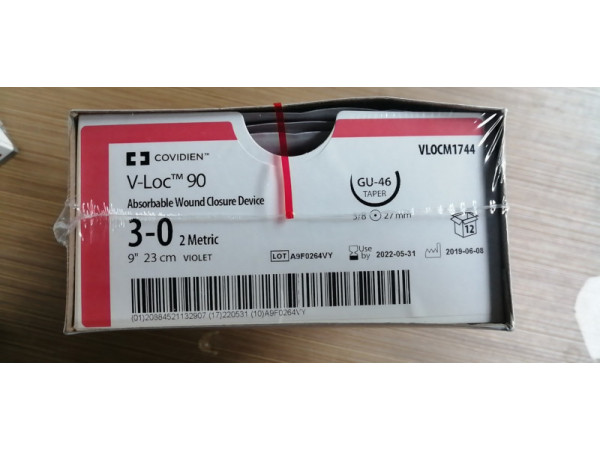 COVIDIEN™
VLOCM1744
V-Loc™ 90
Absorbable Wound Closure Device
GU-46
TAPER
3/8 27 mm
3-0 2 Metric
9" 23 cm VIOLET
LOT A9F0264VY
Use by 2022-05-31
2019-06-08
12
(01)20884521132907 (17)220531 (10)A9F0264VY